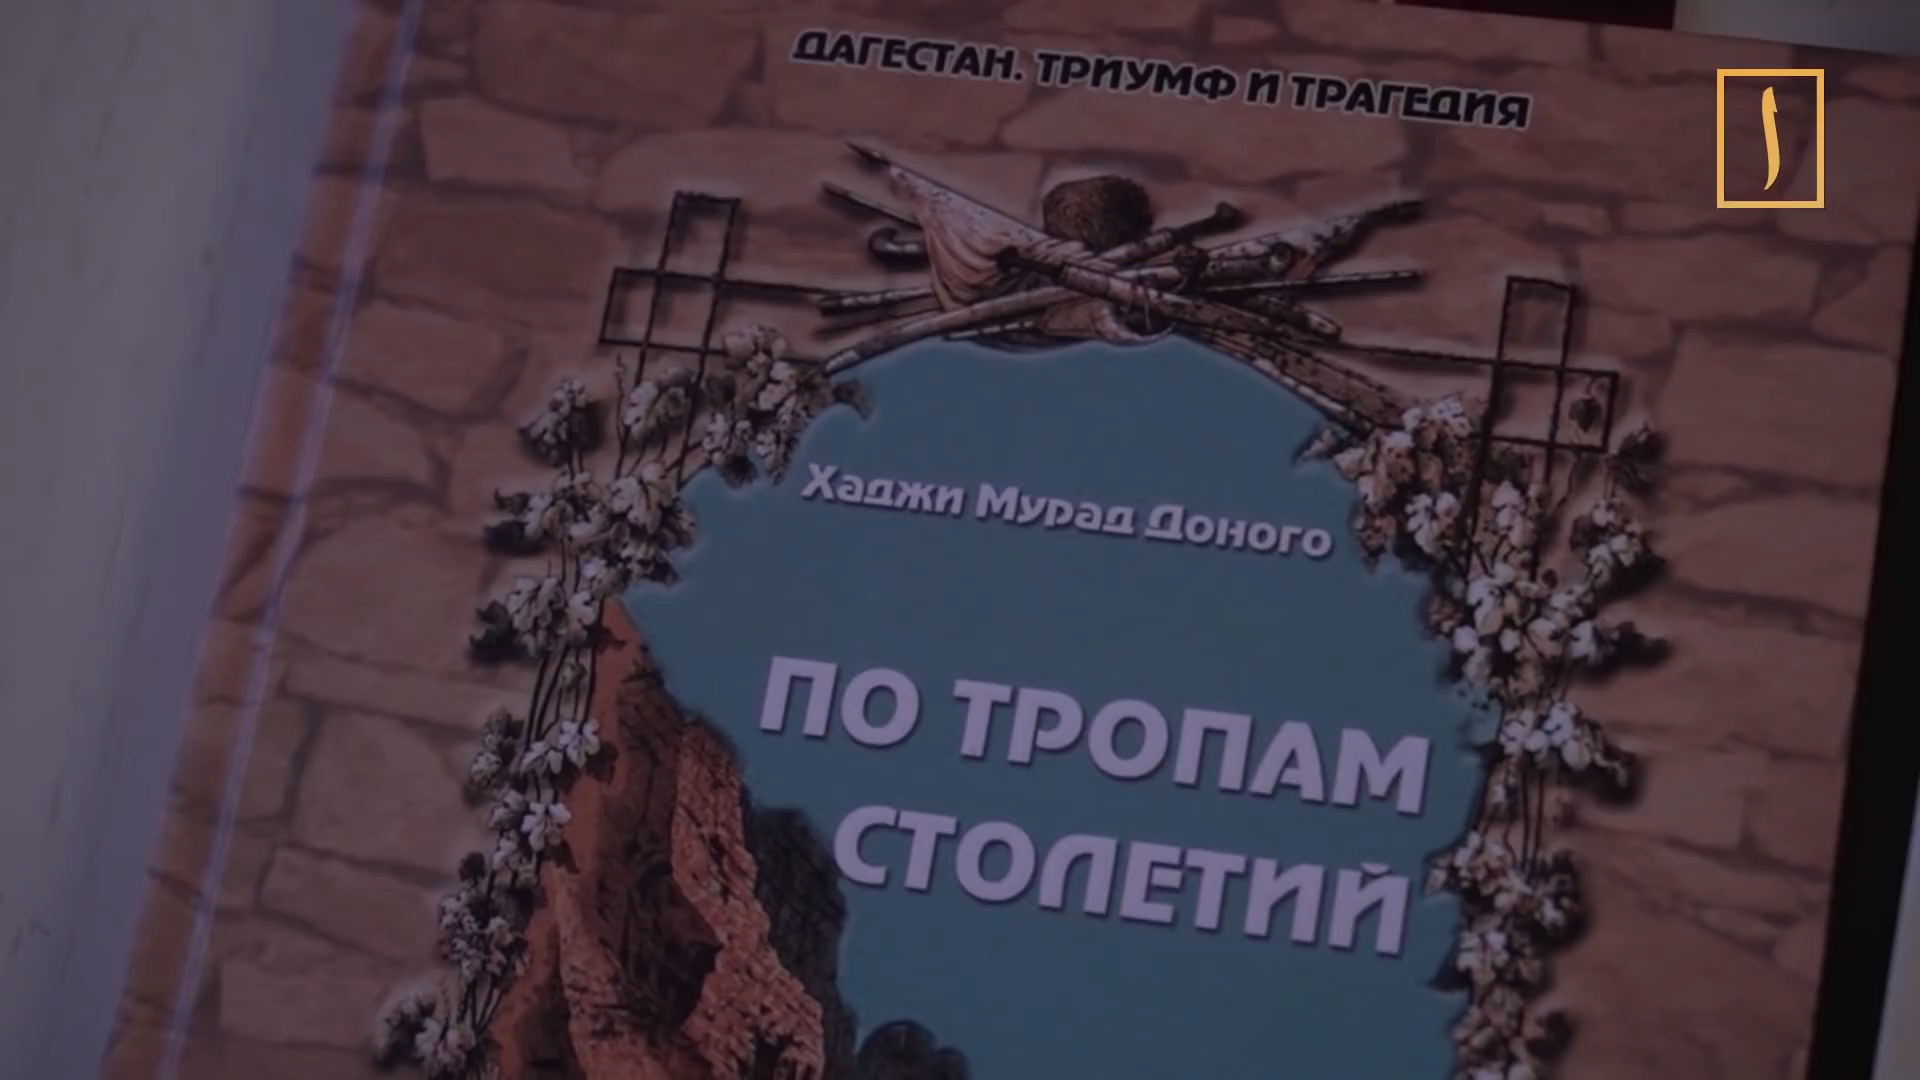 ДАГЕСТАН. ТРИУМФ И ТРАГЕДИЯ
Хаджи Мурад Доного
ПО ТРОПАМ
СТОЛЕТИЙ